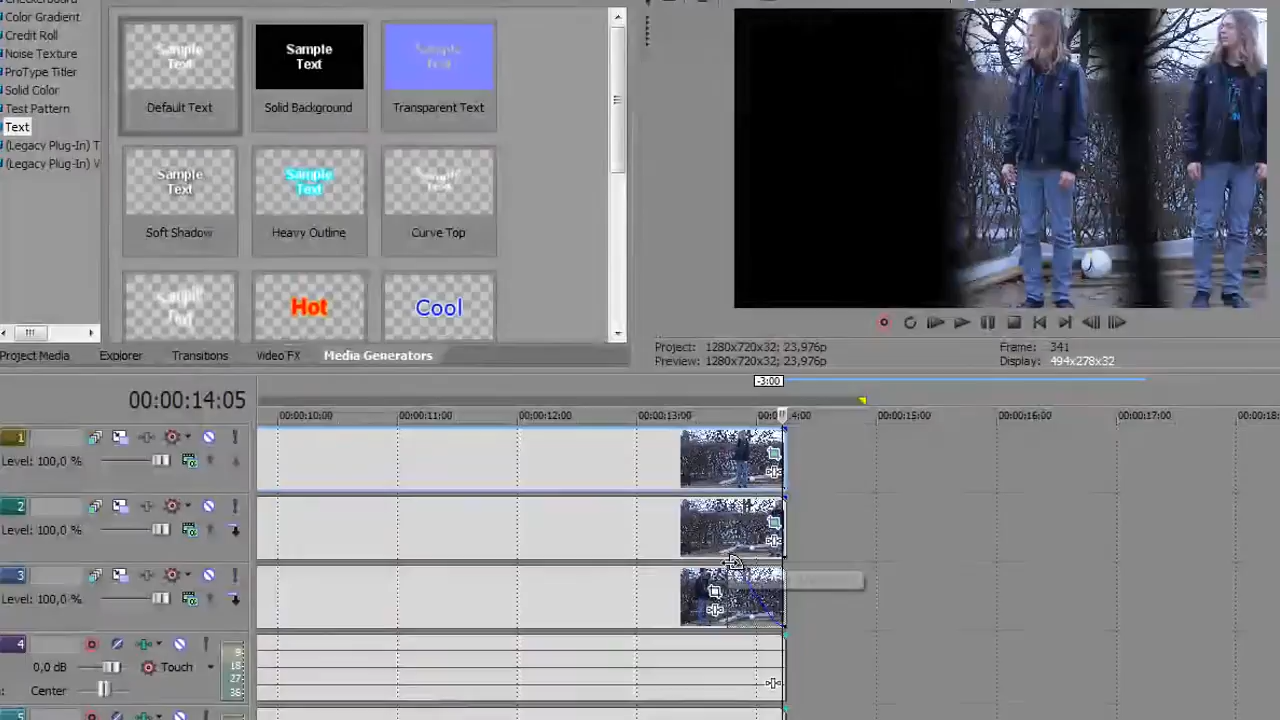 Checkerboard
Color Gradient
Credit Roll
Noise Texture
ProType Titler
Solid Color
Test Pattern
Text
(Legacy Plug-In) T
(Legacy Plug-In) V
Sample Text
Sample Text
Sample Text
Default Text
Solid Background
Transparent Text
Sample Text
Sample Text
Sample Text
Soft Shadow
Heavy Outline
Curve Top
Sample Text
Hot
Cool
Project Media
Explorer
Transitions
Video FX
Media Generators
Project: 1280x720x32; 23,976p
Frame: 341
Preview: 1280x720x32; 23,976p
Display: 494x278x32
-3:00
00:00:14:05
00:00:10:00
00:00:11:00
00:00:12:00
00:00:13:00
00:0
4:00
00:00:15:00
00:00:16:00
00:00:17:00
00:00:18:
1
Level: 100,0 %
2
Level: 100,0 %
3
Level: 100,0 %
4
9
18
27
36
0,0 dB
Touch
Center
5